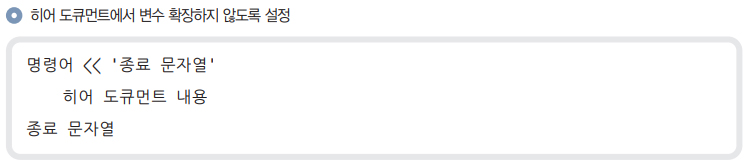 히어 도큐먼트에서 변수 확장하지 않도록 설정
명령어 << '종료 문자열'
히어 도큐먼트 내용
종료 문자열